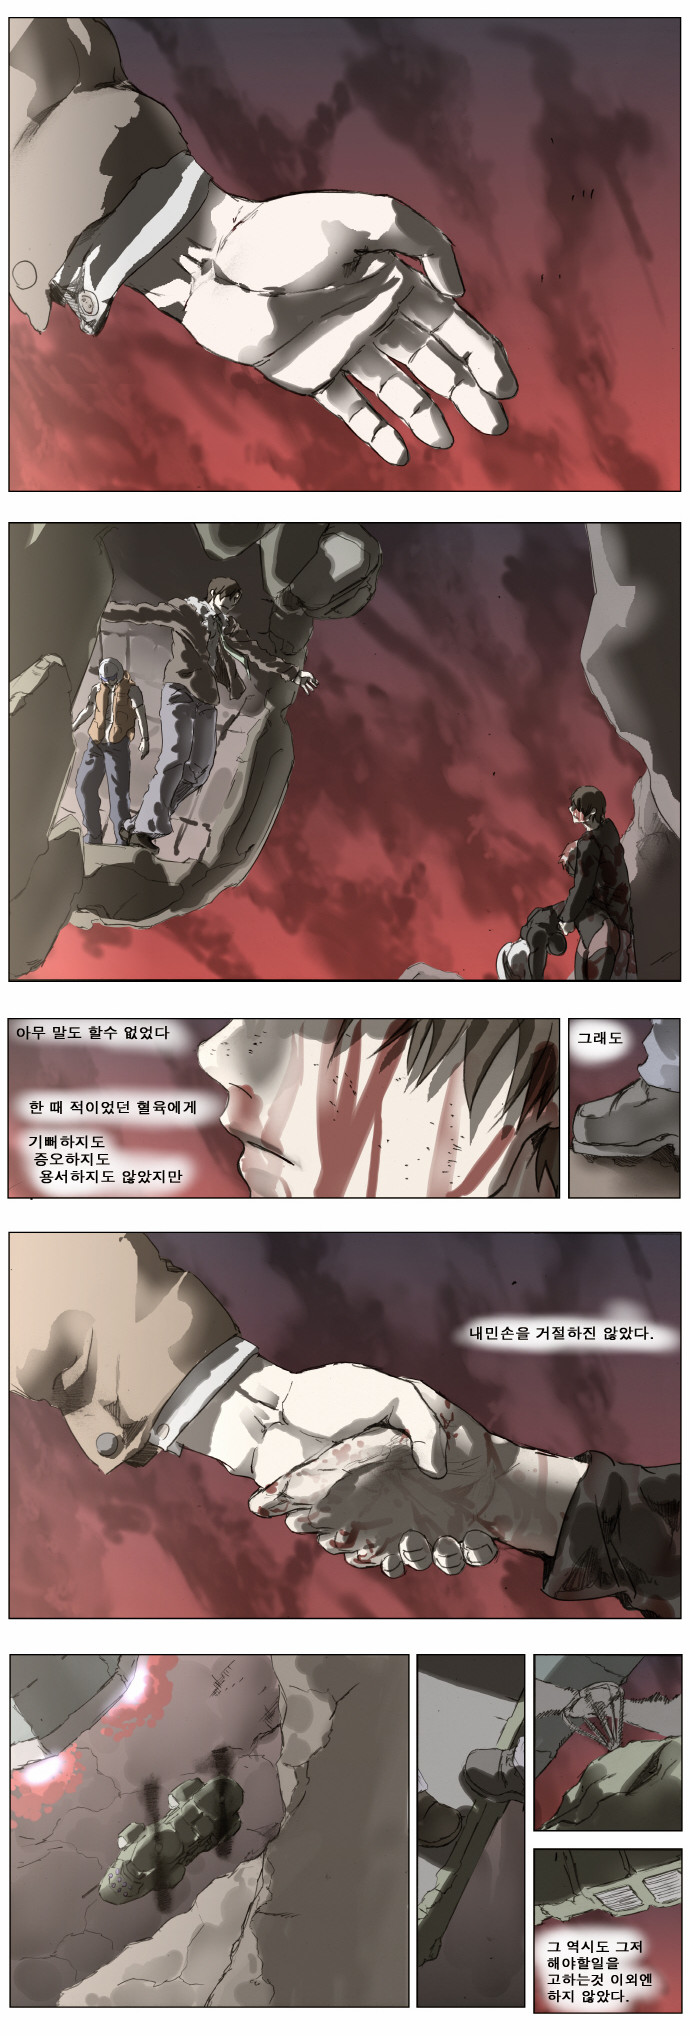 아무 말도 할수 없었다
한 때 적이었던 혈육에게
기뻐하지도
증오하지도
용서하지도 않았지만
그래도
내민손을 거절하진 않았다.
그 역시도 그저
해야할일을
고하는것 이외엔
하지 않았다.